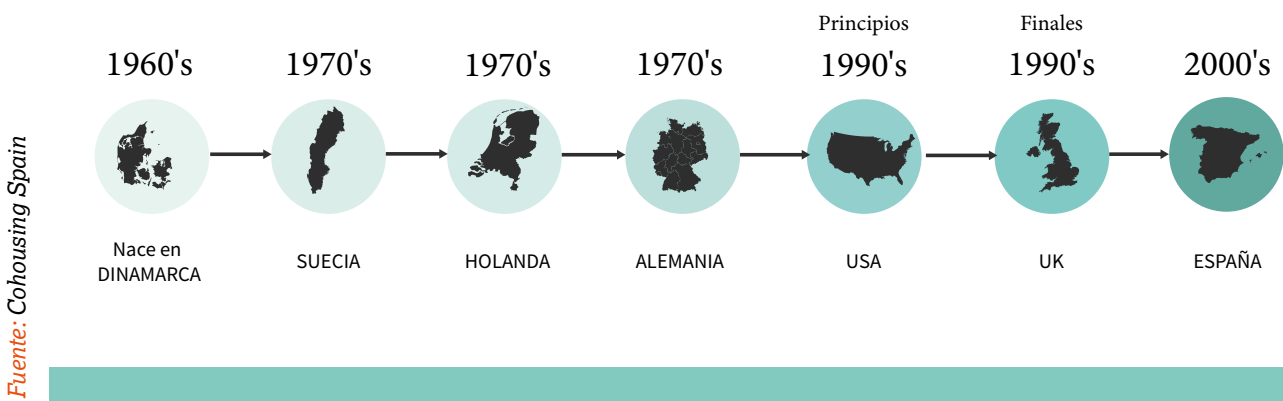 Principios
Finales
1960's
1970's
1970's
1970's
1990's
1990's
2000's
Nace en
DINAMARCA
SUECIA
HOLANDA
ALEMANIA
USA
UK
ESPAÑA
Fuente: Cohousing Spain